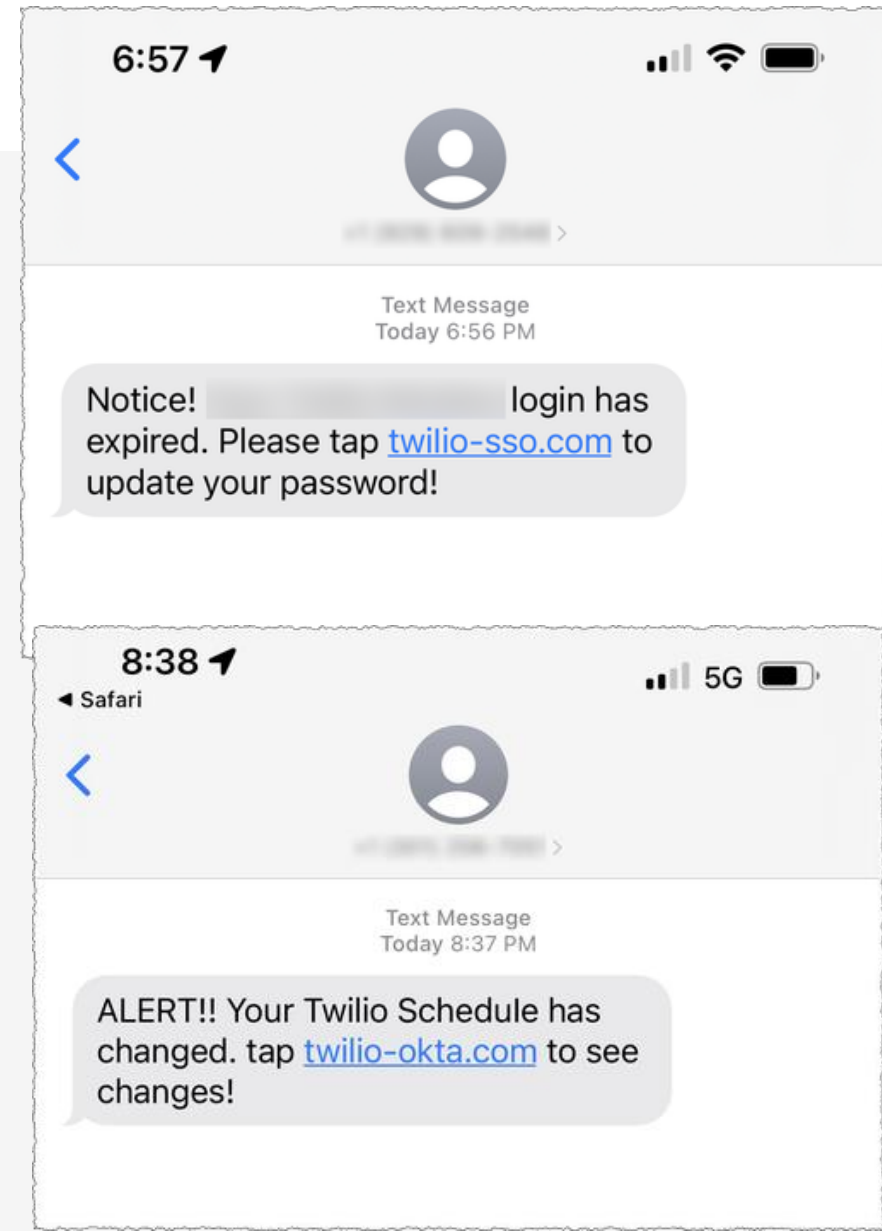 6:57
Text Message
Today 6:56 PM
Notice! login has
expired. Please tap twilio-sso.com to
update your password!
8:38
5G
◀ Safari
Text Message
Today 8:37 PM
ALERT!! Your Twilio Schedule has
changed. tap twilio-okta.com to see
changes!